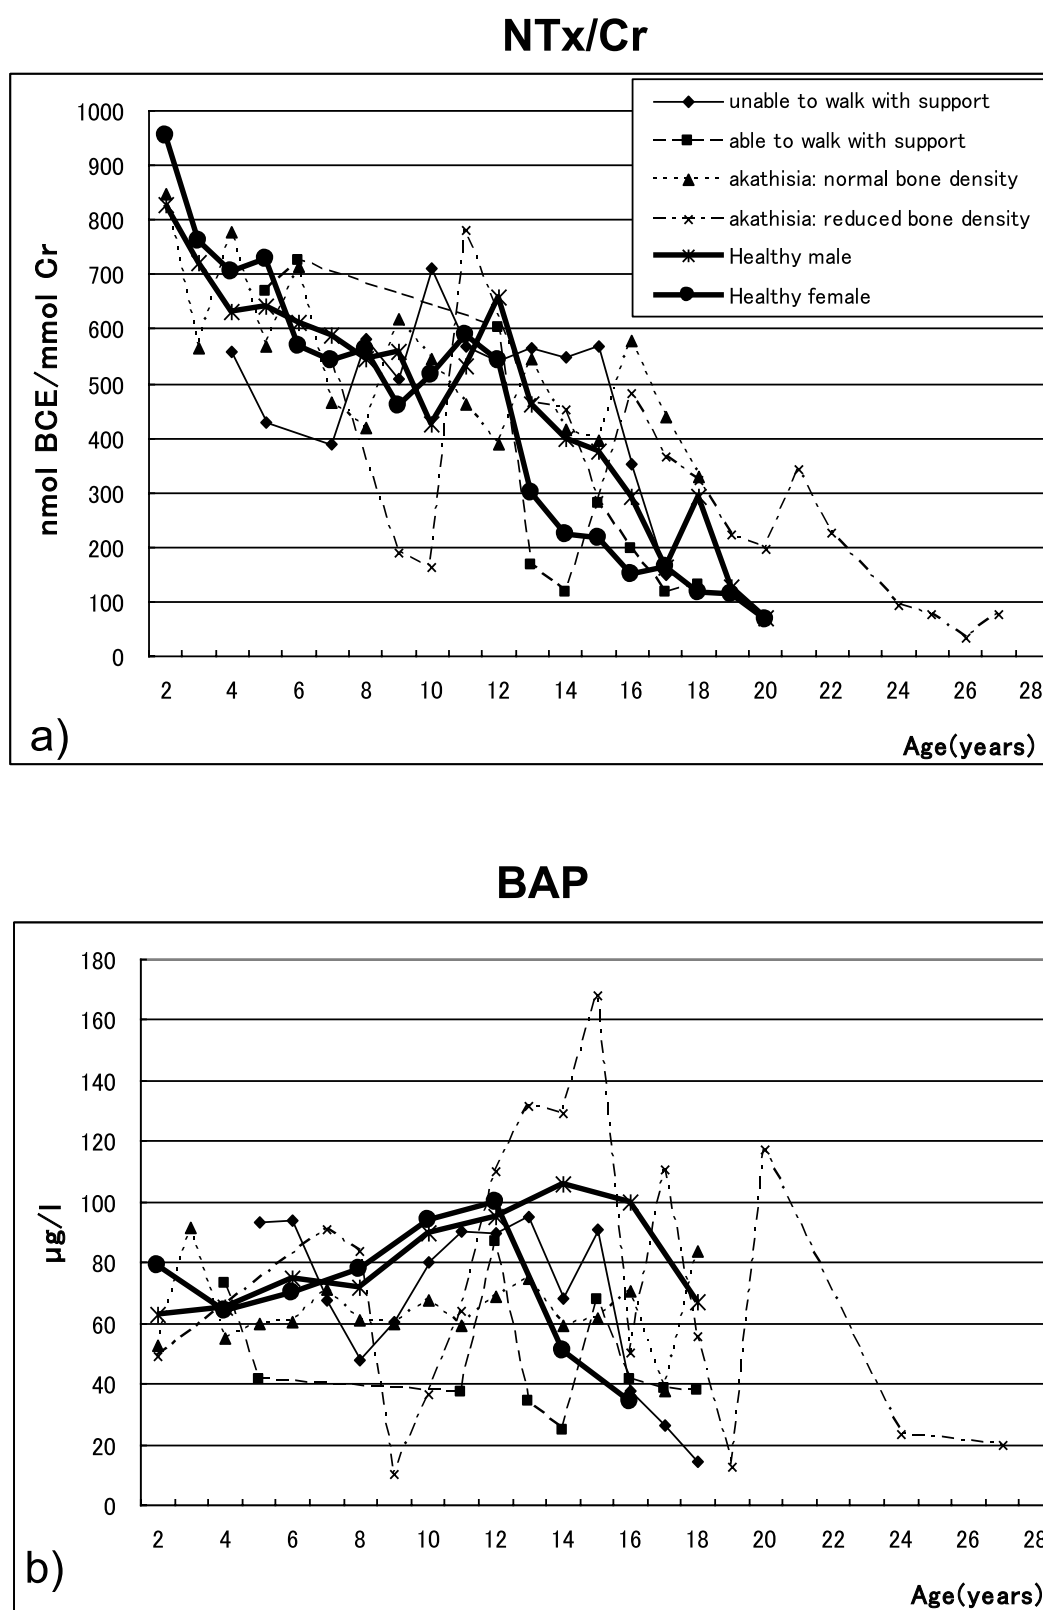 NTx/Cr
unable to walk with support
able to walk with support
akathisia: normal bone density
akathisia: reduced bone density
Healthy male
Healthy female
nmol BCE/mmol Cr
1000
900
800
700
600
500
400
300
200
100
0
2 4 6 8 10 12 14 16 18 20 22 24 26 28
Age(years)
a)
BAP
µg/l
180
160
140
120
100
80
60
40
20
0
2 4 6 8 10 12 14 16 18 20 22 24 26 28
Age(years)
b)